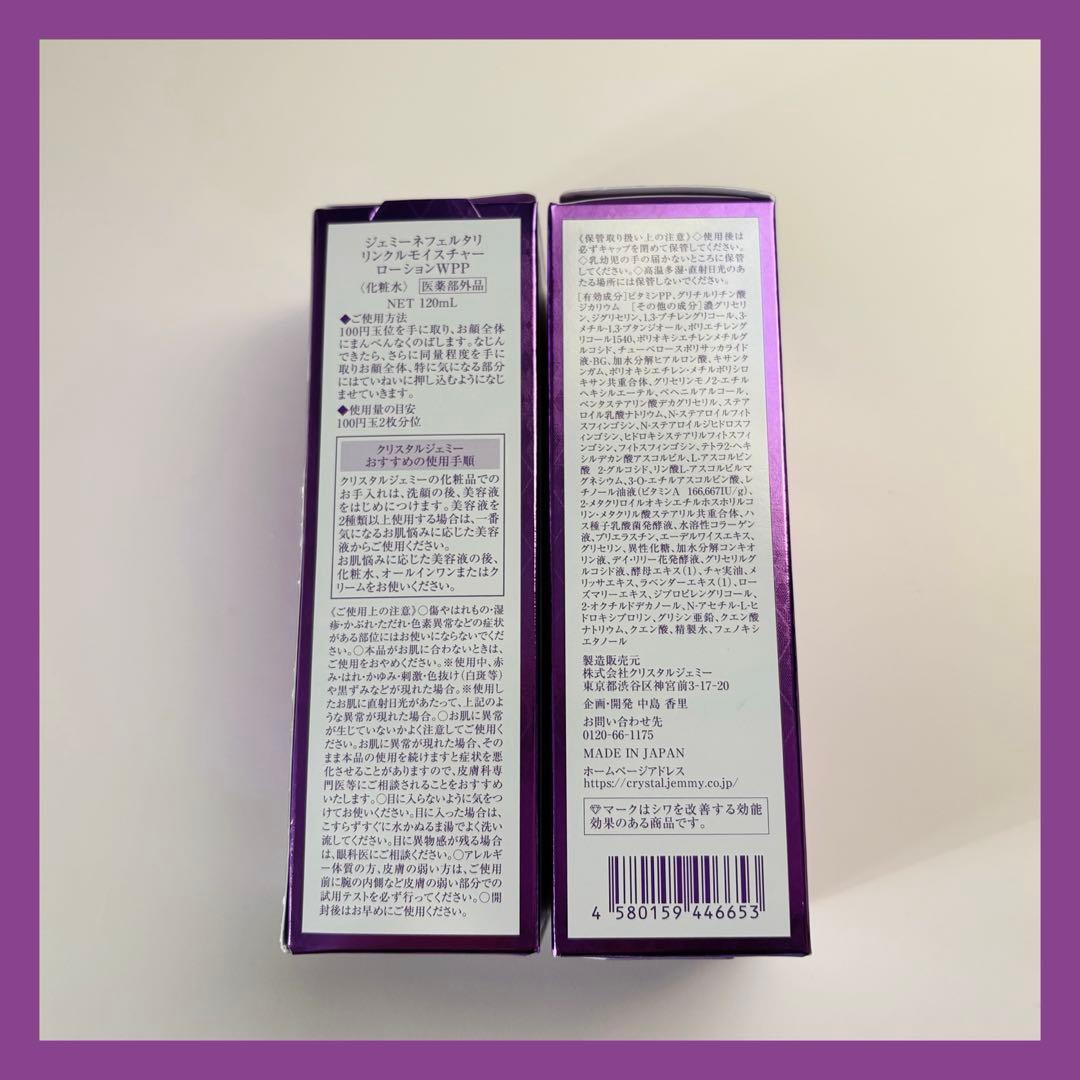 ジェミーネフェルタリ
リンクルモイスチャー
ローションWPP
〈化粧水〉 医薬部外品
NET 120mL
◆ご使用方法
100円玉位を手に取り、お顔全体
にまんべんなくのばします。なじん
できたら、さらに同量程度を手に
取りお顔全体、特に気になる部分
にはていねいに押し込むようになじ
ませていきます。
◆使用量の目安
100円玉2枚分位
クリスタルジェミー
おすすめの使用手順
クリスタルジェミーの化粧品での
お手入れは、洗顔の後、美容液
をはじめにつけます。美容液を
2種類以上使用する場合は、一番
気になるお肌悩みに応じた美容
液からご使用ください。
お肌悩みに応じた美容液の後、
化粧水、オールインワンまたはク
リームをお使いください。
《ご使用上の注意》○傷やはれもの・湿
疹・かぶれ・ただれ・色素異常などの症状
がある部位にはお使いにならないでくだ
さい。○本品がお肌に合わないときは、
ご使用をおやめください。※使用中、赤
み・はれ・かゆみ・刺激・色抜け(白斑等)
や黒ずみなどが現れた場合。※使用し
たお肌に直射日光があたって、上記のよ
うな異常が現れた場合。○お肌に異常
が生じていないかよく注意してご使用く
ださい。お肌に異常が現れた場合、その
まま本品の使用を続けますと症状を悪
化させることがありますので、皮膚科専
門医等にご相談されることをおすすめ
いたします。○目に入らないように気をつ
けてお使いください。目に入った場合は、
こすらずすぐに水かぬるま湯でよく洗い
流してください。目に異物感が残る場合
は、眼科医にご相談ください。○アレルギ
ー体質の方、皮膚の弱い方は、ご使用
前に腕の内側など皮膚の弱い部分での
試用テストを必ず行ってください。○開
封後はお早めにご使用ください。
《保管取り扱い上の注意》◇使用後は
必ずキャップを閉めて保管してください。
◇乳幼児の手の届かないところに保管
してください。◇高温多湿・直射日光のあ
たる場所には保管しないでください。
[有効成分]ビタミンPP、グリチルリチン酸
ジカリウム [その他の成分]濃グリセリ
ン、ジグリセリン、1,3-ブチレングリコール、3-
メチル-1,3-ブタンジオール、ポリエチレング
リコール1540、ポリオキシエチレンメチルグ
ルコシド、チューベロースポリサッカライド
液-BG、加水分解ヒアルロン酸、キサンタ
ンガム、ポリオキシエチレン・メチルポリシロ
キサン共重合体、グリセリンモノ2-エチル
ヘキシルエーテル、ベヘニルアルコール、
ペンタステアリン酸デカグリセリル、ステア
ロイル乳酸ナトリウム、N-ステアロイルフィト
スフィンゴシン、N-ステアロイルジヒドロスフ
ィンゴシン、ヒドロキシステアリルフィトスフィ
ンゴシン、フィトスフィンゴシン、テトラ2-ヘキ
シルデカン酸アスコルビル、L-アスコルビン
酸 2-グルコシド、リン酸L-アスコルビルマ
グネシウム、3-O-エチルアスコルビン酸、レ
チノール油液(ビタミンA 166,667IU/g)、
2-メタクリロイルオキシエチルホスホリルコ
リン・メタクリル酸ステアリル共重合体、ハ
ス種子乳酸菌発酵液、水溶性コラーゲン
液、プリエラスチン、エーデルワイスエキス、
グリセリン、異性化糖、加水分解コンキオ
リン液、デイ・リリー花発酵液、グリセリルグ
ルコシド液、酵母エキス(1)、チャ実油、メ
リッサエキス、ラベンダーエキス(1)、ロー
ズマリーエキス、ジプロピレングリコール、
2-オクチルドデカノール、N-アセチル-L-ヒ
ドロキシプロリン、グリシン亜鉛、クエン酸
ナトリウム、クエン酸、精製水、フェノキシ
エタノール
製造販売元
株式会社クリスタルジェミー
東京都渋谷区神宮前3-17-20
企画・開発 中島 香里
お問い合わせ先
0120-66-1175
MADE IN JAPAN
ホームページアドレス
https://crystal.jemmy.co.jp/
マークはシワを改善する効能
効果のある商品です。
4 580159 446653